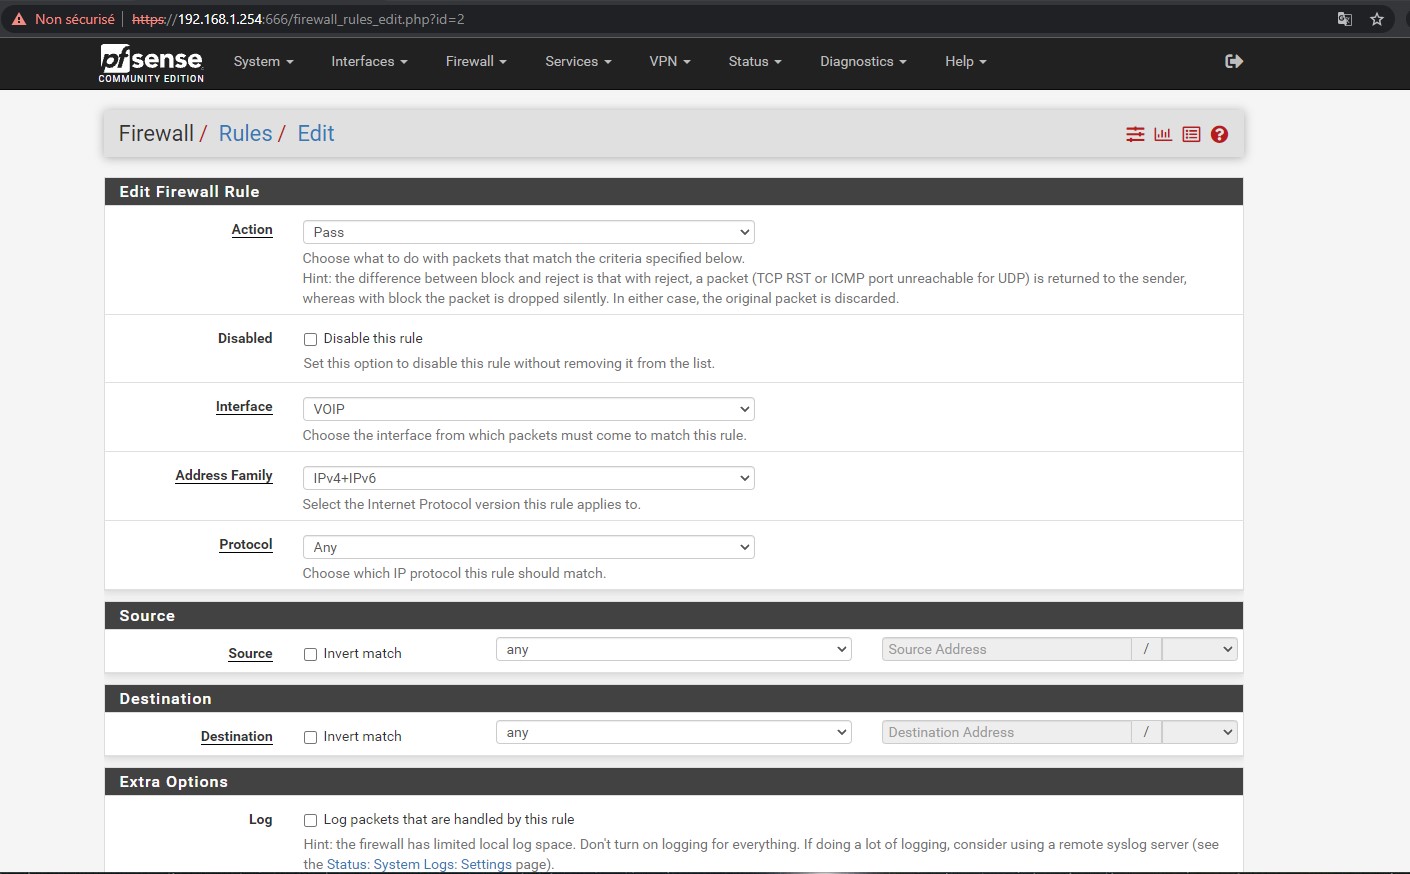 Non sécurisé https://192.168.1.254:666/firewall_rules_edit.php?id=2
pfsense System Interfaces Firewall Services VPN Status Diagnostics Help
COMMUNITY EDITION
Firewall / Rules / Edit
Edit Firewall Rule
Action Pass
Choose what to do with packets that match the criteria specified below.
Hint: the difference between block and reject is that with reject, a packet (TCP RST or ICMP port unreachable for UDP) is returned to the sender,
whereas with block the packet is dropped silently. In either case, the original packet is discarded.
Disabled Disable this rule
Set this option to disable this rule without removing it from the list.
Interface VOIP
Choose the interface from which packets must come to match this rule.
Address Family IPv4+IPv6
Select the Internet Protocol version this rule applies to.
Protocol Any
Choose which IP protocol this rule should match.
Source
Source Invert match any Source Address /
Destination
Destination Invert match any Destination Address /
Extra Options
Log Log packets that are handled by this rule
Hint: the firewall has limited local log space. Don't turn on logging for everything. If doing a lot of logging, consider using a remote syslog server (see
the Status: System Logs: Settings page).